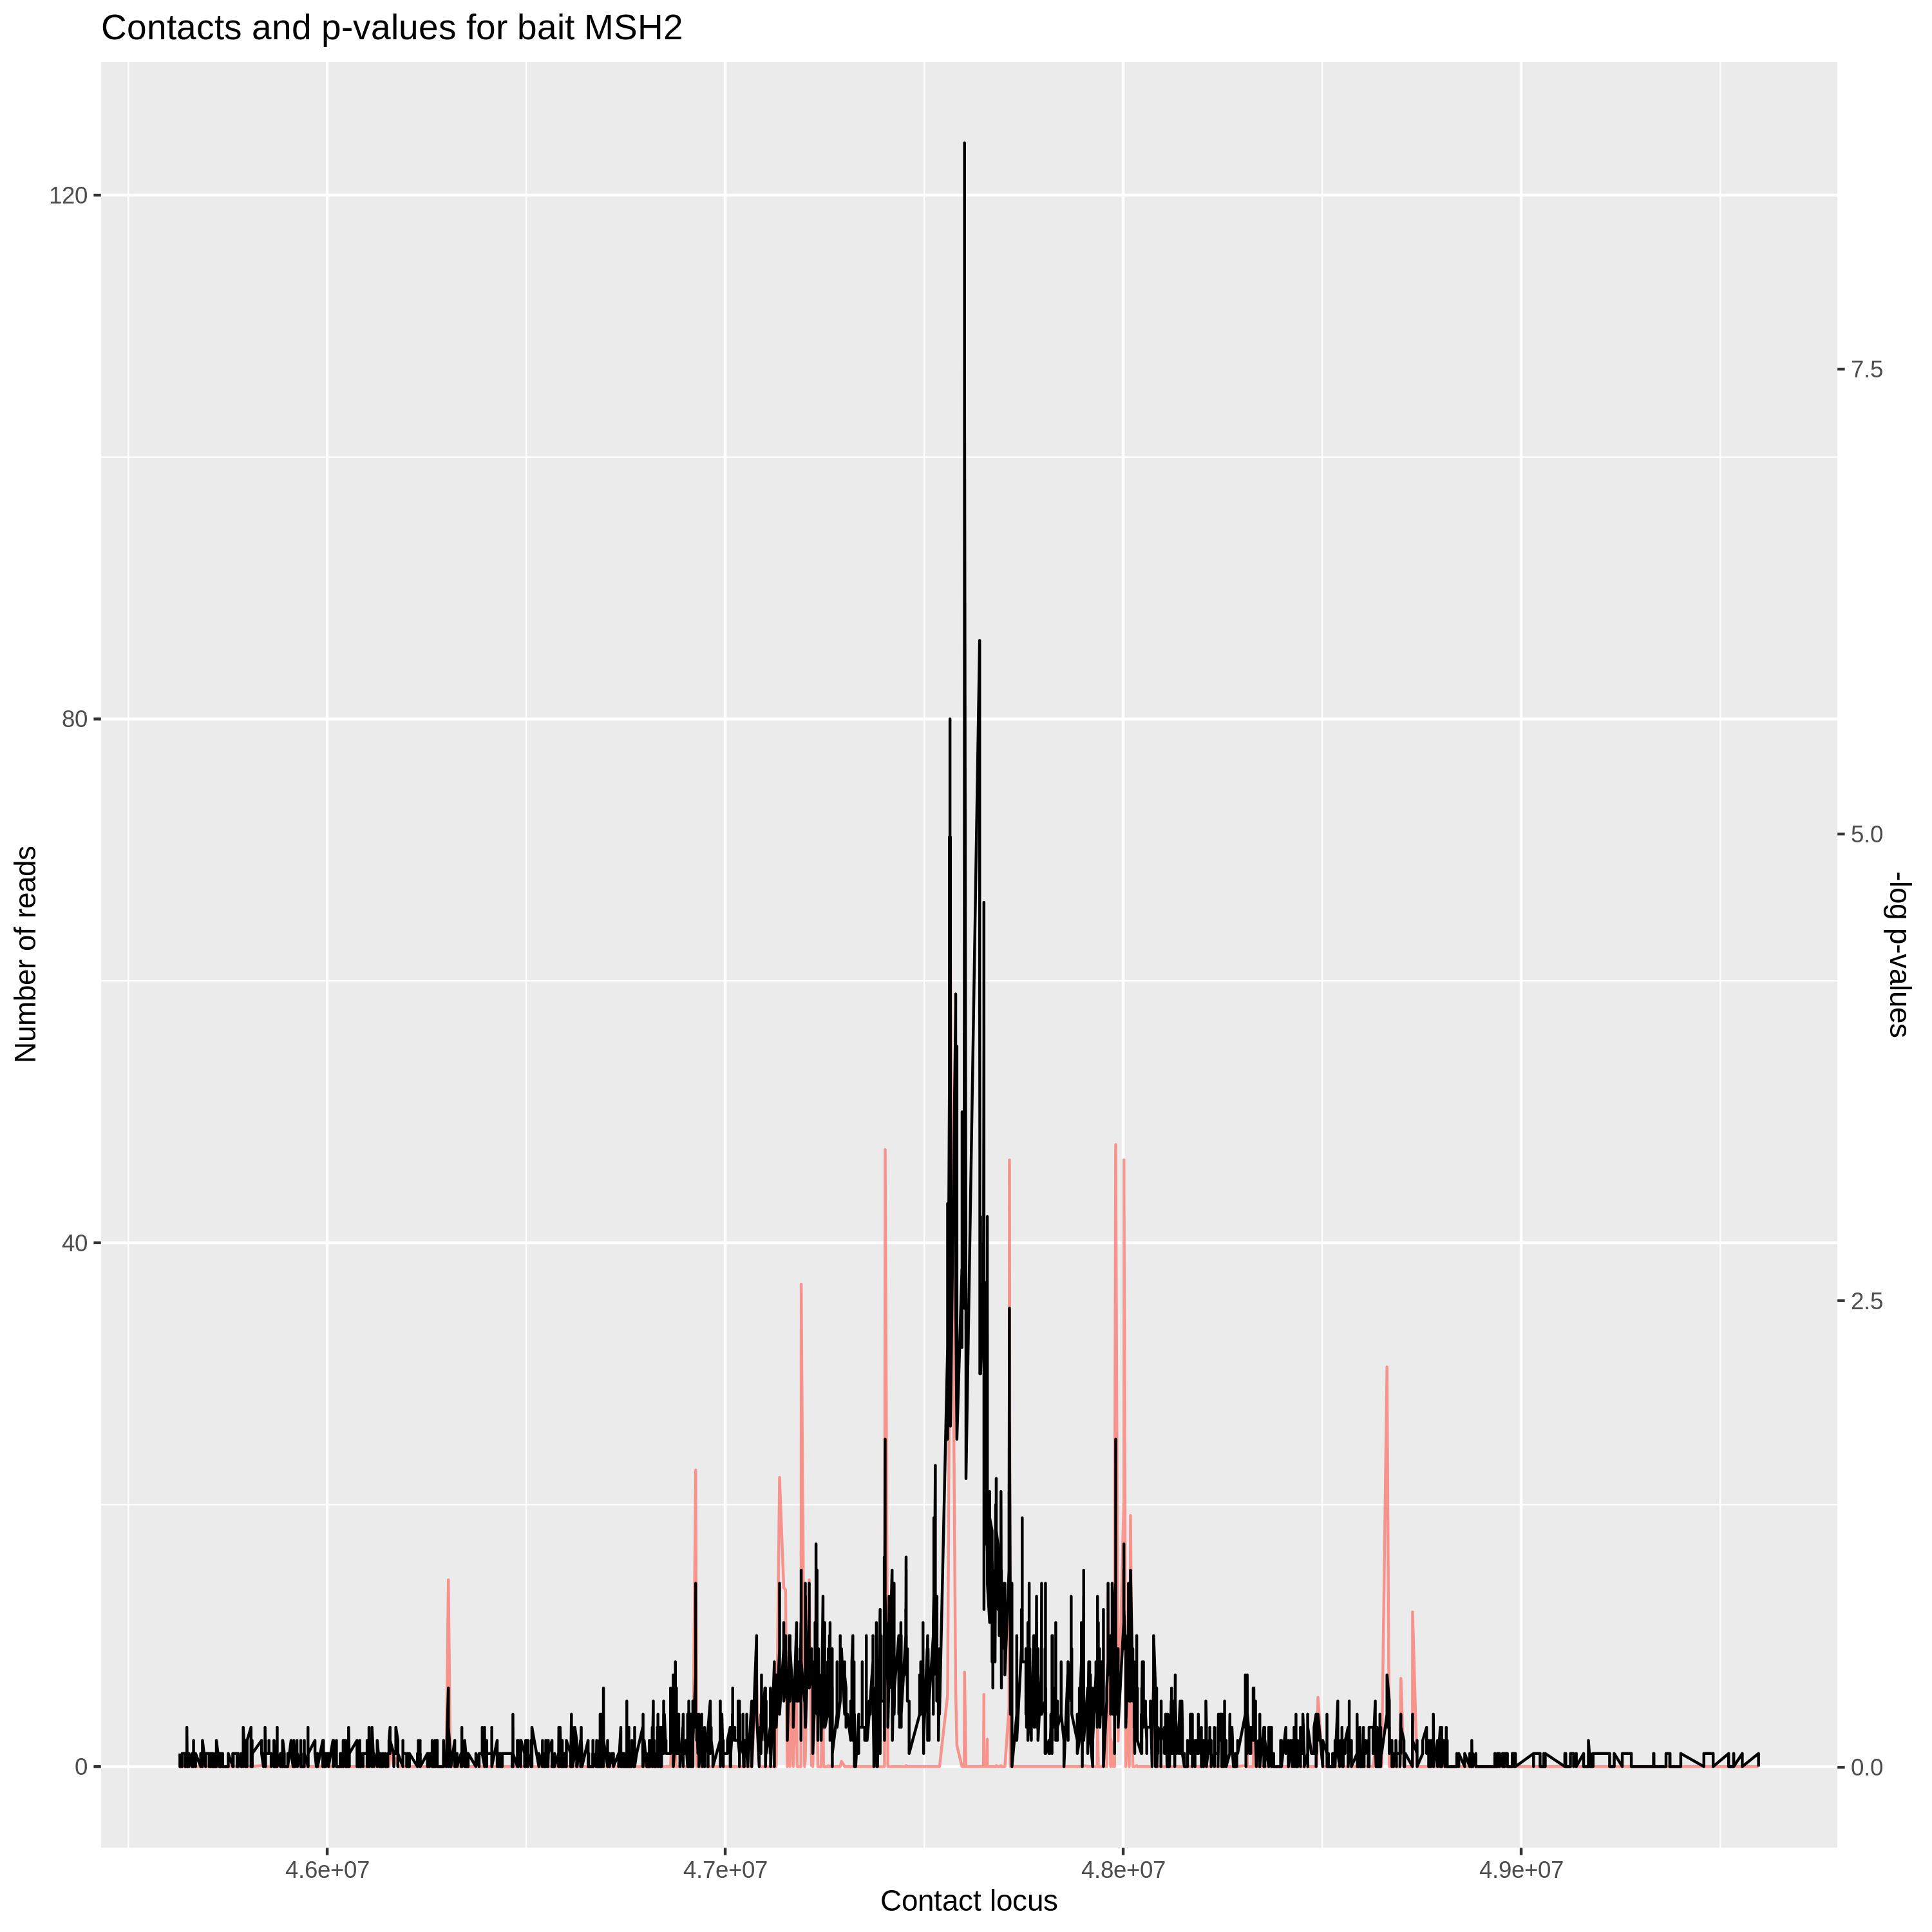 Contacts and p-values for bait MSH2
120
80
40
0
Number of reads
7.5
5.0
2.5
0.0
-log p-values
4.6e+07
4.7e+07
4.8e+07
4.9e+07
Contact locus